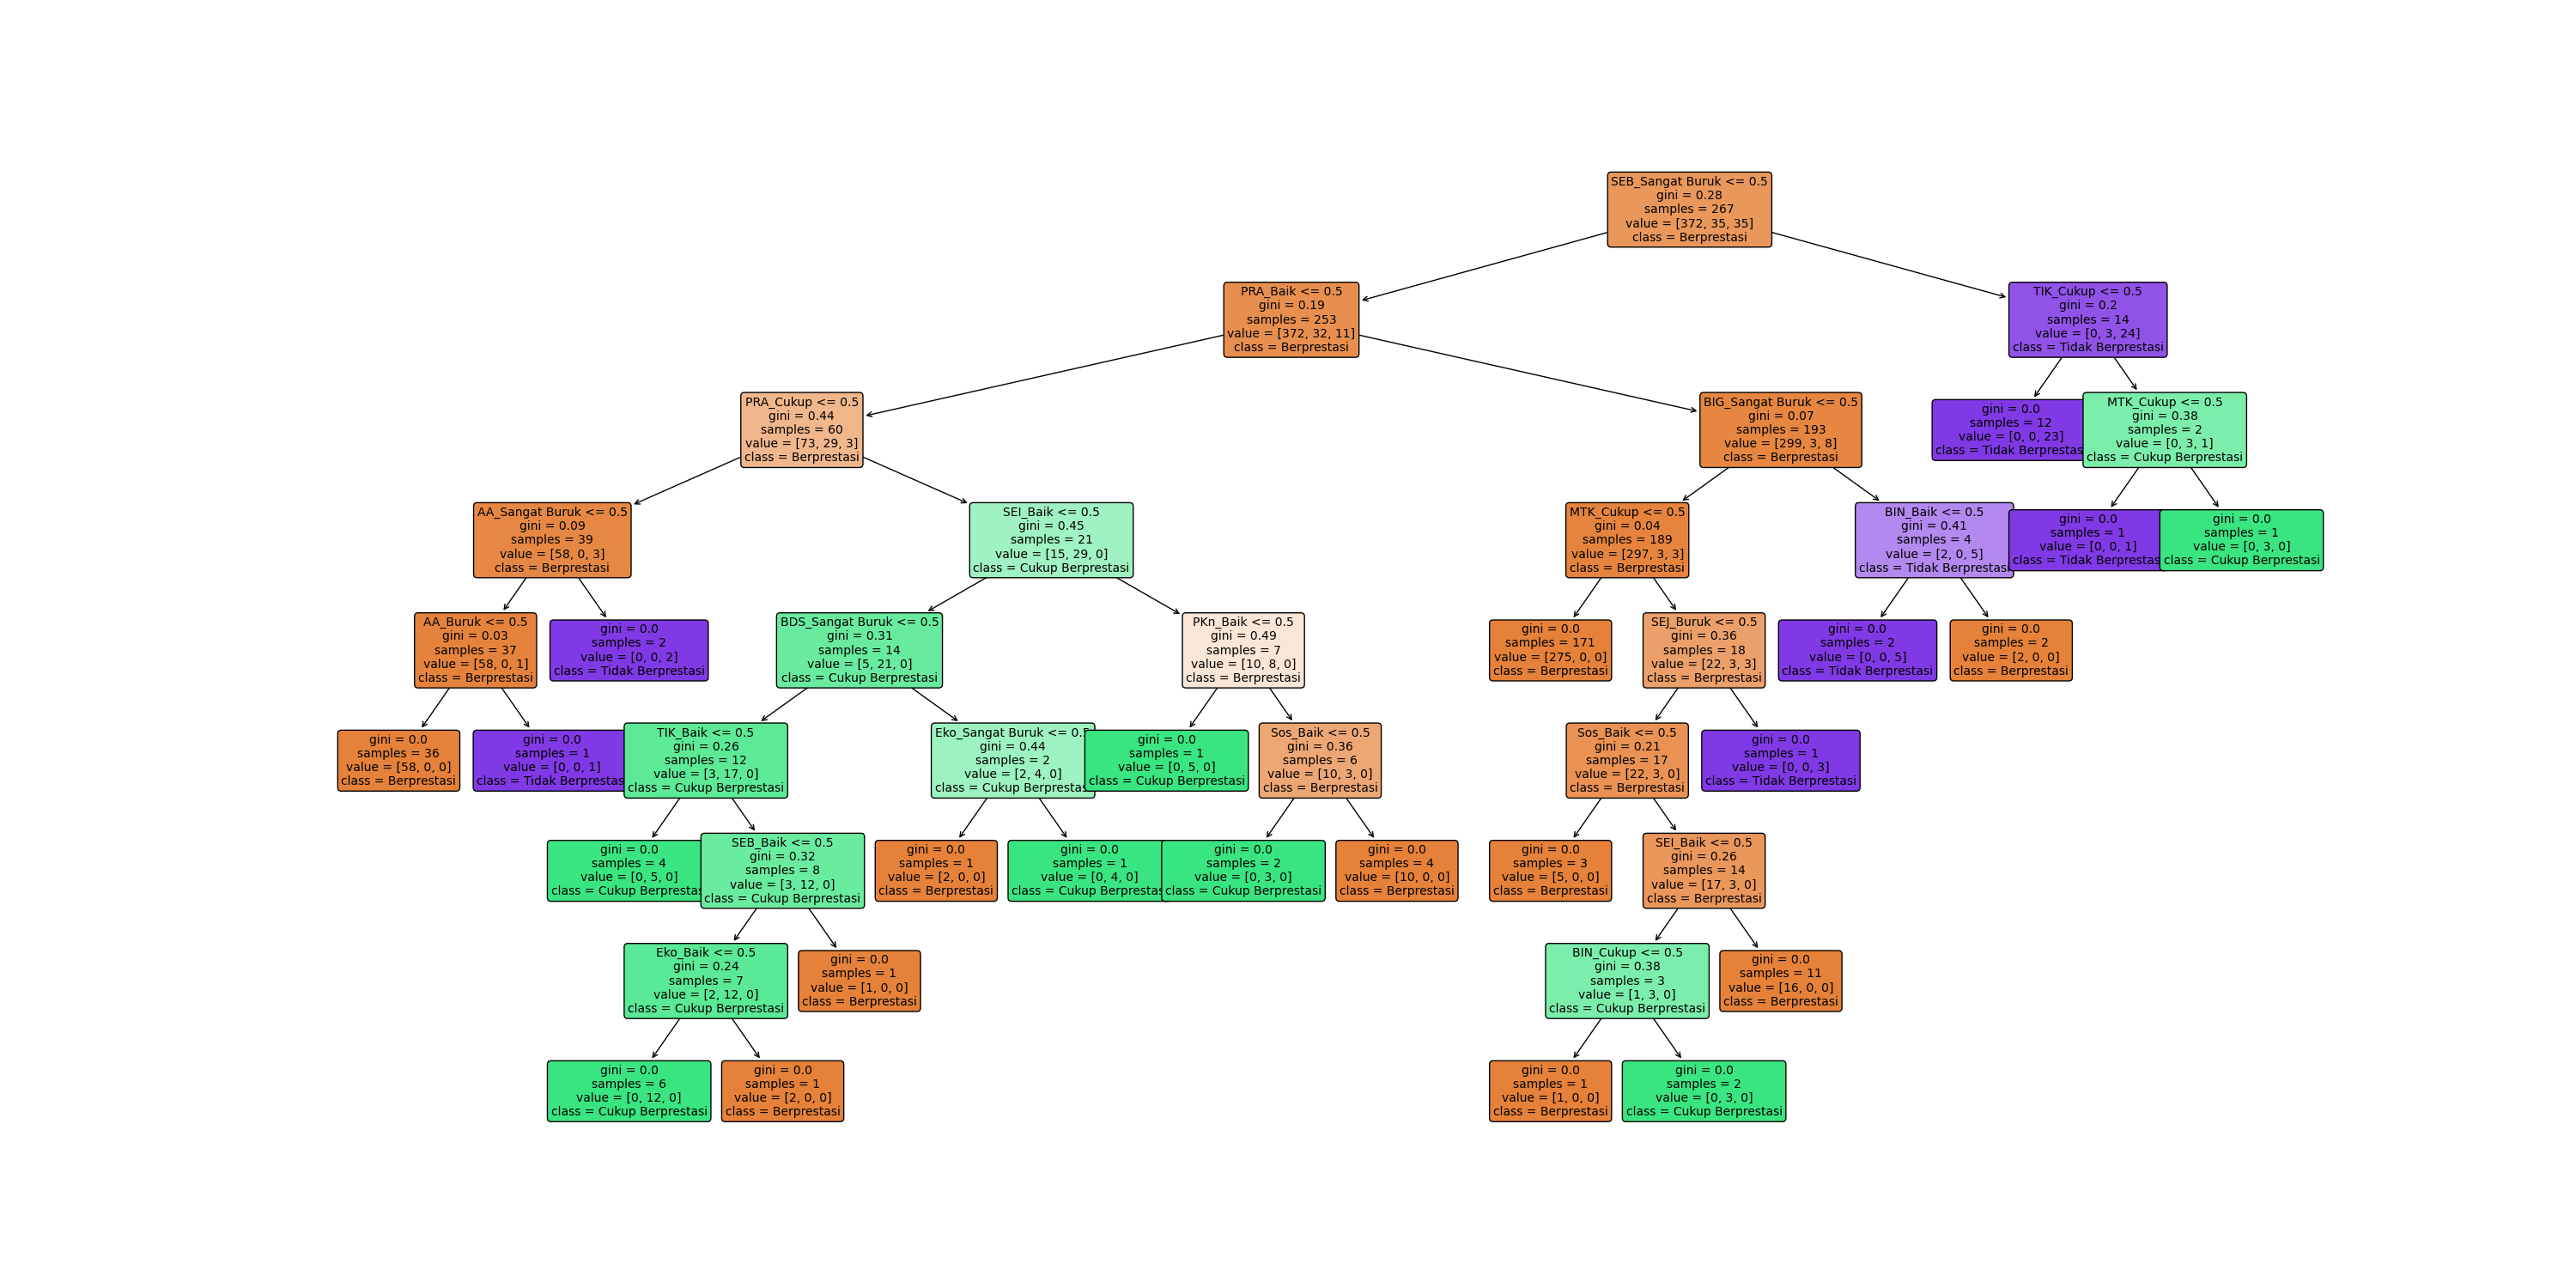 SEB_Sangat Buruk <= 0.5
gini = 0.28
samples = 267
value = [372, 35, 35]
class = Berprestasi
PRA_Baik <= 0.5
gini = 0.19
samples = 253
value = [372, 32, 11]
class = Berprestasi
TIK_Cukup <= 0.5
gini = 0.2
samples = 14
value = [0, 3, 24]
class = Tidak Berprestasi
PRA_Cukup <= 0.5
gini = 0.44
samples = 60
value = [73, 29, 3]
class = Berprestasi
BIG_Sangat Buruk <= 0.5
gini = 0.07
samples = 193
value = [299, 3, 8]
class = Berprestasi
gini = 0.0
samples = 12
value = [0, 0, 23]
class = Tidak Berprestas
MTK_Cukup <= 0.5
gini = 0.38
samples = 2
value = [0, 3, 1]
class = Cukup Berprestasi
AA_Sangat Buruk <= 0.5
gini = 0.09
samples = 39
value = [58, 0, 3]
class = Berprestasi
SEI_Baik <= 0.5
gini = 0.45
samples = 21
value = [15, 29, 0]
class = Cukup Berprestasi
MTK_Cukup <= 0.5
gini = 0.04
samples = 189
value = [297, 3, 3]
class = Berprestasi
BIN_Baik <= 0.5
gini = 0.41
samples = 4
value = [2, 0, 5]
class = Tidak Berprestasi
gini = 0.0
samples = 1
value = [0, 0, 1]
class = Tidak Berprestas
gini = 0.0
samples = 1
value = [0, 3, 0]
class = Cukup Berprestasi
AA_Buruk <= 0.5
gini = 0.03
samples = 37
value = [58, 0, 1]
class = Berprestasi
gini = 0.0
samples = 2
value = [0, 0, 2]
class = Tidak Berprestasi
BDS_Sangat Buruk <= 0.5
gini = 0.31
samples = 14
value = [5, 21, 0]
class = Cukup Berprestasi
PKn_Baik <= 0.5
gini = 0.49
samples = 7
value = [10, 8, 0]
class = Berprestasi
gini = 0.0
samples = 171
value = [275, 0, 0]
class = Berprestasi
SEJ_Buruk <= 0.5
gini = 0.36
samples = 18
value = [22, 3, 3]
class = Berprestasi
gini = 0.0
samples = 2
value = [0, 0, 5]
class = Tidak Berprestasi
gini = 0.0
samples = 2
value = [2, 0, 0]
class = Berprestasi
gini = 0.0
samples = 36
value = [58, 0, 0]
class = Berprestasi
gini = 0.0
samples = 1
value = [0, 0, 1]
class = Tidak Berprestas
TIK_Baik <= 0.5
gini = 0.26
samples = 12
value = [3, 17, 0]
class = Cukup Berprestasi
Eko_Sangat Buruk <= 0.5
gini = 0.44
samples = 2
value = [2, 4, 0]
class = Cukup Berprestas
gini = 0.0
samples = 1
value = [0, 5, 0]
class = Cukup Berprestasi
Sos_Baik <= 0.5
gini = 0.36
samples = 6
value = [10, 3, 0]
class = Berprestasi
Sos_Baik <= 0.5
gini = 0.21
samples = 17
value = [22, 3, 0]
class = Berprestasi
gini = 0.0
samples = 1
value = [0, 0, 3]
class = Tidak Berprestasi
gini = 0.0
samples = 4
value = [0, 5, 0]
class = Cukup Berprestas
SEB_Baik <= 0.5
gini = 0.32
samples = 8
value = [3, 12, 0]
class = Cukup Berprestasi
gini = 0.0
samples = 1
value = [2, 0, 0]
class = Berprestasi
gini = 0.0
samples = 1
value = [0, 4, 0]
class = Cukup Berprestas
gini = 0.0
samples = 2
value = [0, 3, 0]
class = Cukup Berprestasi
gini = 0.0
samples = 4
value = [10, 0, 0]
class = Berprestasi
gini = 0.0
samples = 3
value = [5, 0, 0]
class = Berprestasi
SEI_Baik <= 0.5
gini = 0.26
samples = 14
value = [17, 3, 0]
class = Berprestasi
Eko_Baik <= 0.5
gini = 0.24
samples = 7
value = [2, 12, 0]
class = Cukup Berprestasi
gini = 0.0
samples = 1
value = [1, 0, 0]
class = Berprestasi
BIN_Cukup <= 0.5
gini = 0.38
samples = 3
value = [1, 3, 0]
class = Cukup Berprestasi
gini = 0.0
samples = 11
value = [16, 0, 0]
class = Berprestasi
gini = 0.0
samples = 6
value = [0, 12, 0]
class = Cukup Berprestasi
gini = 0.0
samples = 1
value = [2, 0, 0]
class = Berprestasi
gini = 0.0
samples = 1
value = [1, 0, 0]
class = Berprestasi
gini = 0.0
samples = 2
value = [0, 3, 0]
class = Cukup Berprestasi